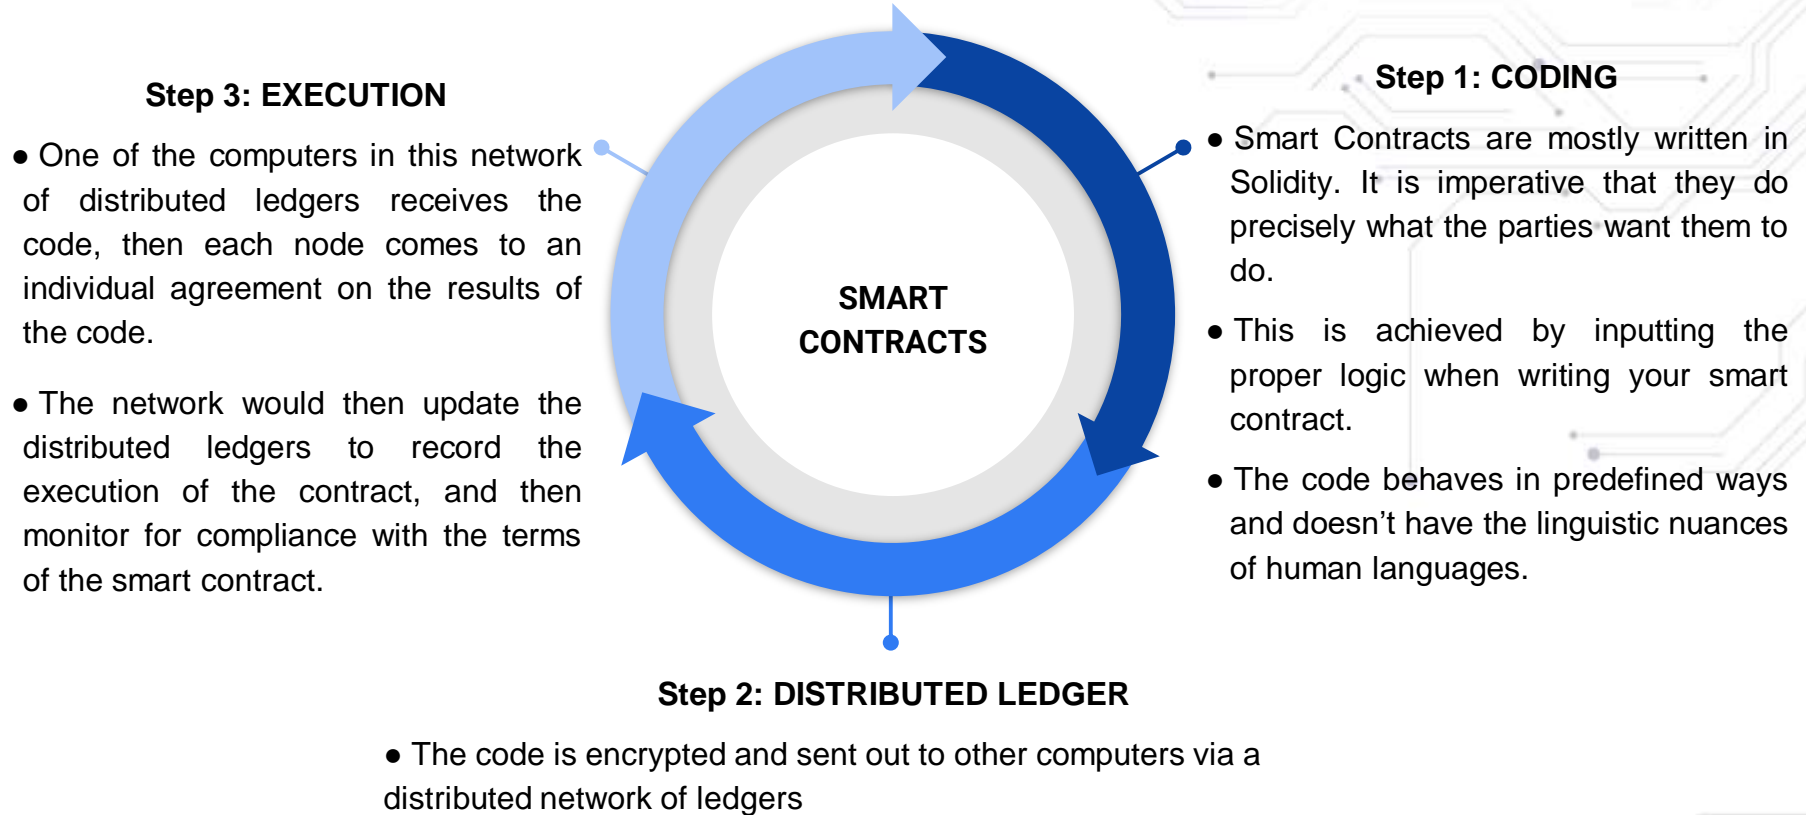 Step 3: EXECUTION
● One of the computers in this network
of distributed ledgers receives the
code, then each node comes to an
individual agreement on the results of
the code.
● The network would then update the
distributed ledgers to record the
execution of the contract, and then
monitor for compliance with the terms
of the smart contract.
SMART
CONTRACTS
Step 1: CODING
● Smart Contracts are mostly written in
Solidity. It is imperative that they do
precisely what the parties want them to
do.
● This is achieved by inputting the
proper logic when writing your smart
contract.
● The code behaves in predefined ways
and doesn’t have the linguistic nuances
of human languages.
Step 2: DISTRIBUTED LEDGER
● The code is encrypted and sent out to other computers via a
distributed network of ledgers